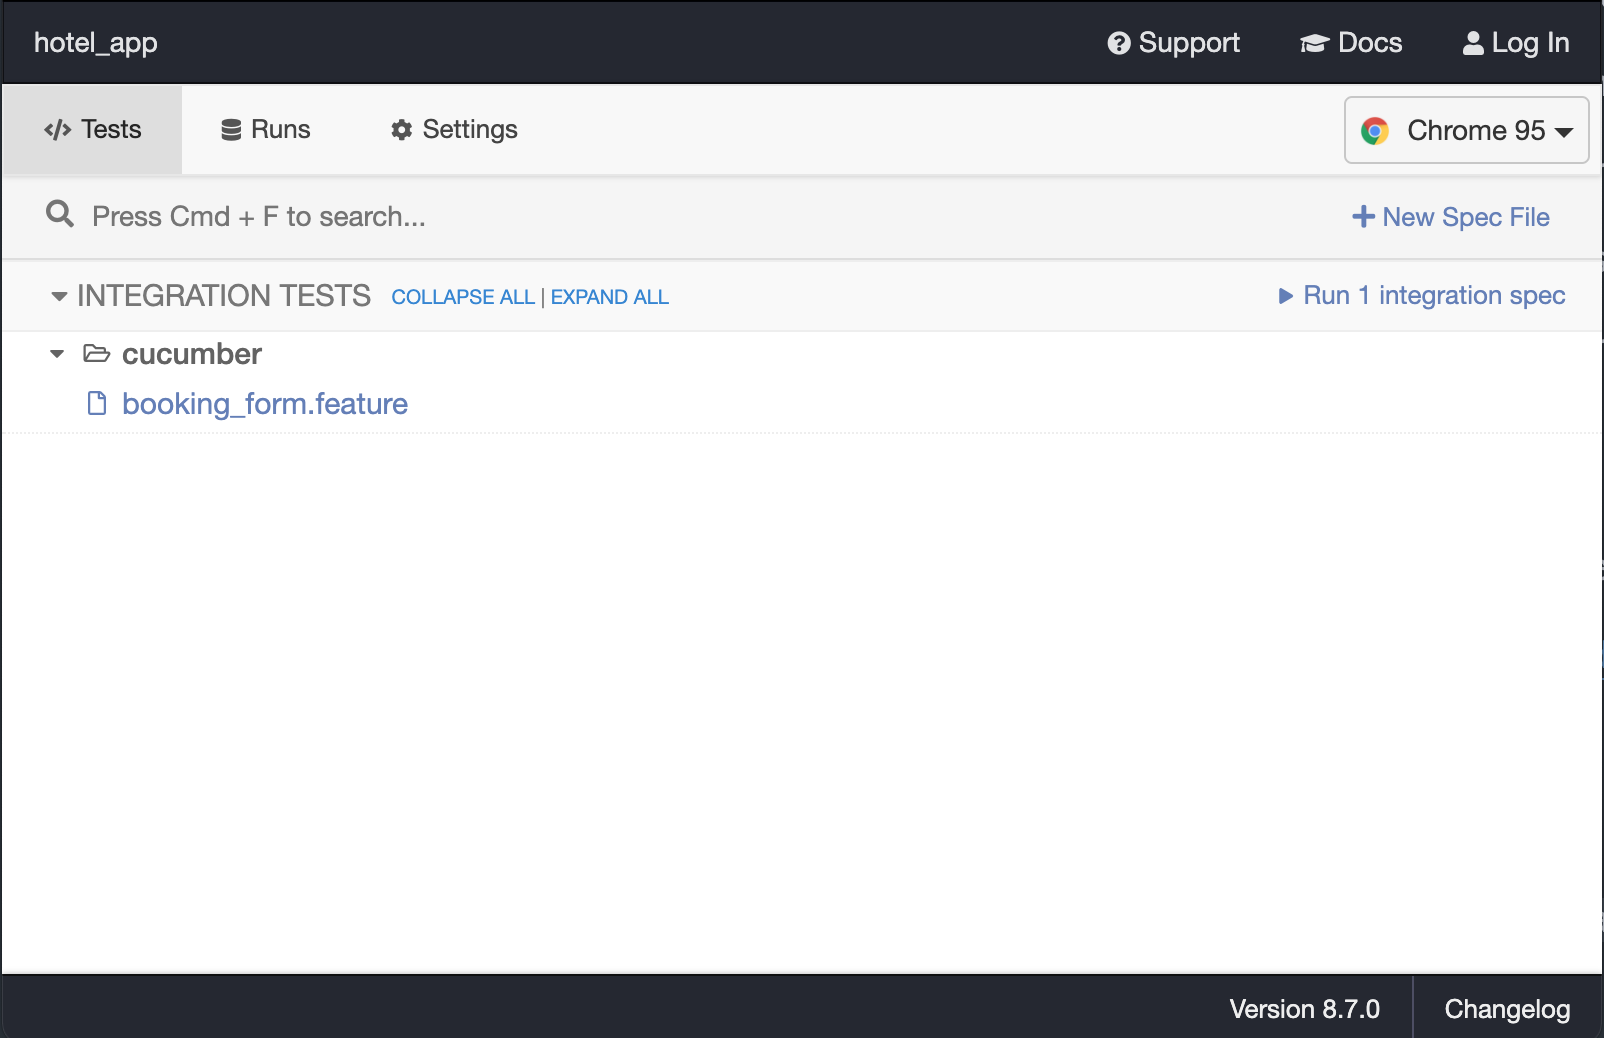 hotel_app Support Docs Log In
Tests Runs Settings Chrome 95
Press Cmd + F to search... New Spec File
INTEGRATION TESTS COLLAPSE ALL | EXPAND ALL Run 1 integration spec
cucumber
booking_form.feature
Version 8.7.0 Changelog